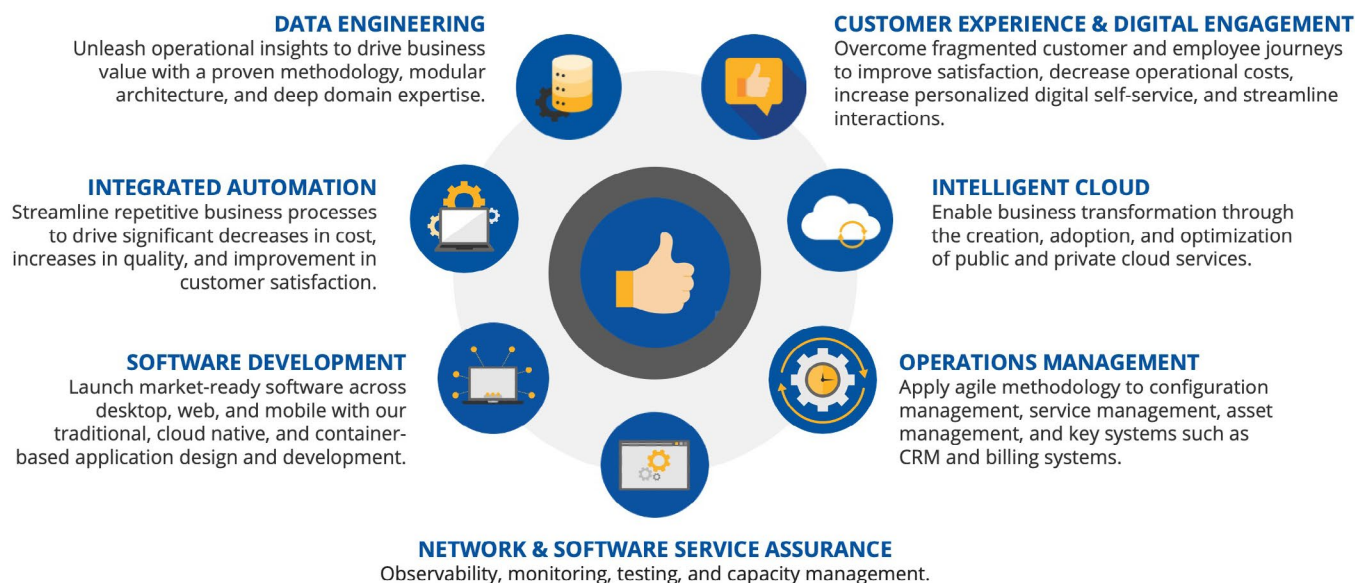 DATA ENGINEERING
Unleash operational insights to drive business
value with a proven methodology, modular
architecture, and deep domain expertise.
CUSTOMER EXPERIENCE & DIGITAL ENGAGEMENT
Overcome fragmented customer and employee journeys
to improve satisfaction, decrease operational costs,
increase personalized digital self-service, and streamline
interactions.
INTEGRATED AUTOMATION
Streamline repetitive business processes
to drive significant decreases in cost,
increases in quality, and improvement in
customer satisfaction.
INTELLIGENT CLOUD
Enable business transformation through
the creation, adoption, and optimization
of public and private cloud services.
SOFTWARE DEVELOPMENT
Launch market-ready software across
desktop, web, and mobile with our
traditional, cloud native, and container-
based application design and development.
OPERATIONS MANAGEMENT
Apply agile methodology to configuration
management, service management, asset
management, and key systems such as
CRM and billing systems.
NETWORK & SOFTWARE SERVICE ASSURANCE
Observability, monitoring, testing, and capacity management.